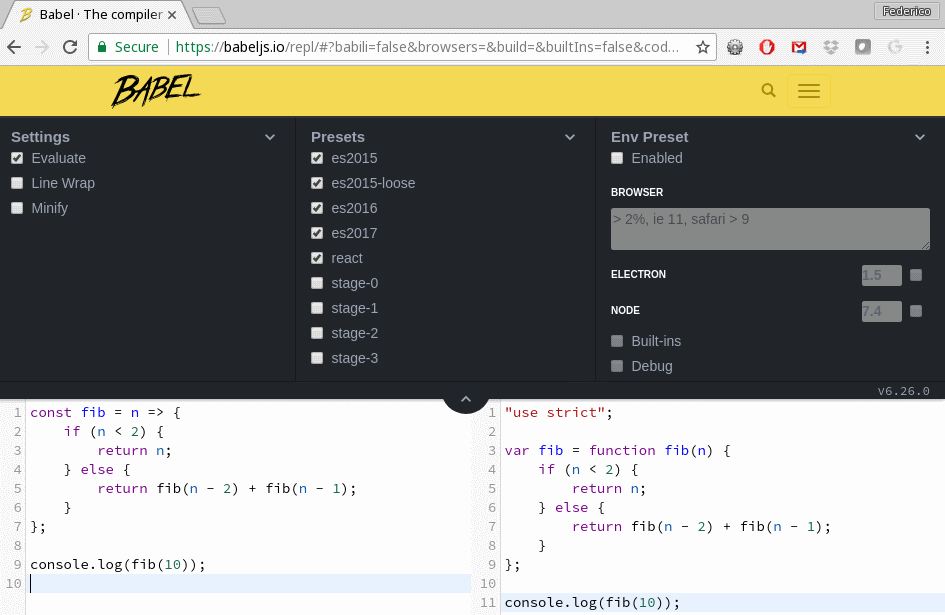 Babel · The compiler
Federico
Secure
https://babeljs.io/repl/#?babili=false&browsers=&build=&builtIns=false&cod...
BABEL
Settings
Evaluate
Line Wrap
Minify
Presets
es2015
es2015-loose
es2016
es2017
react
stage-0
stage-1
stage-2
stage-3
Env Preset
Enabled
BROWSER
> 2%, ie 11, safari > 9
ELECTRON
1.5
NODE
7.4
Built-ins
Debug
v6.26.0
1 const fib = n => {
2     if (n < 2) {
3         return n;
4     } else {
5         return fib(n - 2) + fib(n - 1);
6     }
7 };
8
9 console.log(fib(10));
10
1 "use strict";
2
3 var fib = function fib(n) {
4     if (n < 2) {
5         return n;
6     } else {
7         return fib(n - 2) + fib(n - 1);
8     }
9 };
10
11 console.log(fib(10));